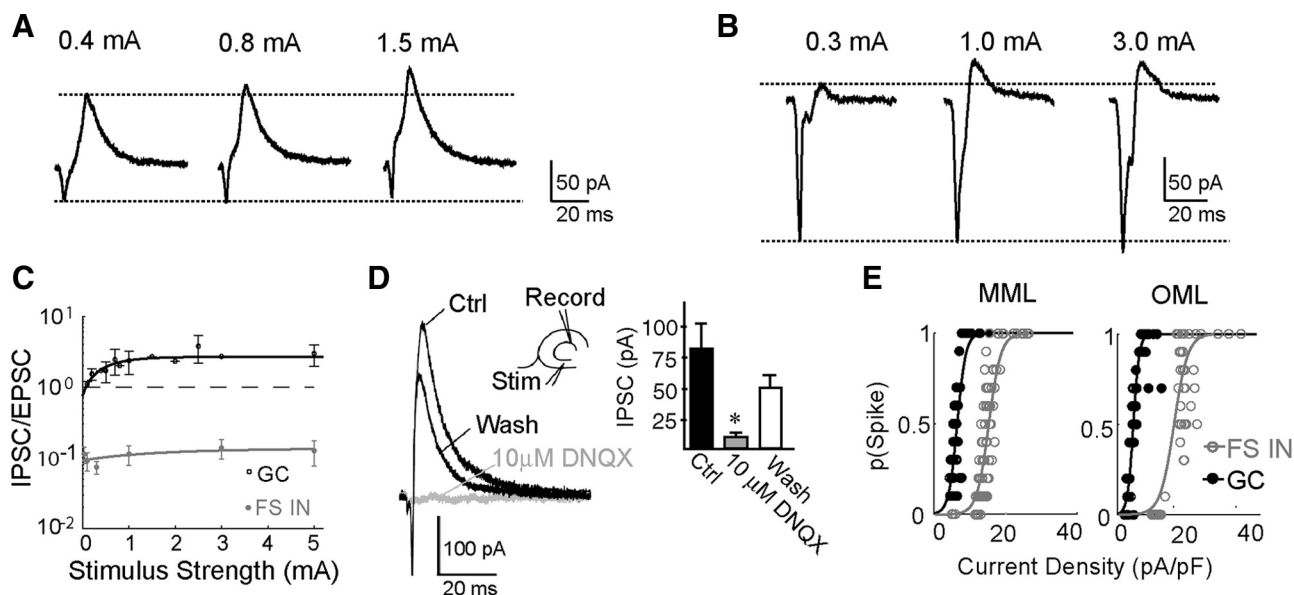 A
0.4 mA
0.8 mA
1.5 mA
50 pA
20 ms
B
0.3 mA
1.0 mA
3.0 mA
50 pA
20 ms
C
IPSC/EPSC
10¹
10⁰
10⁻¹
10⁻²
GC
FS IN
0 1 2 3 4 5
Stimulus Strength (mA)
D
Ctrl
Record
Stim
Wash
10µM DNQX
100 pA
20 ms
IPSC (pA)
100
75
50
25
*
Ctrl
10 µM DNQX
Wash
E
MML
OML
p(Spike)
1
0.5
0
0 20 40
1
0.5
0
20 40
FS IN
GC
Current Density (pA/pF)